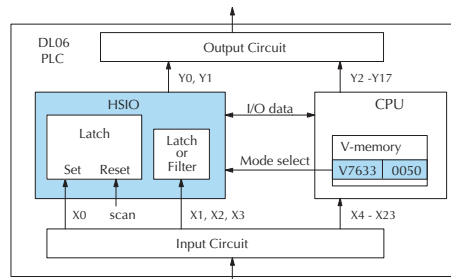 DL06
PLC
Output Circuit
Y0, Y1
Y2 -Y17
HSIO
I/O data
CPU
Latch
Latch
or
Filter
V-memory
V7633 0050
Set Reset
Mode select
X0
scan
X1, X2, X3
X4 - X23
Input Circuit